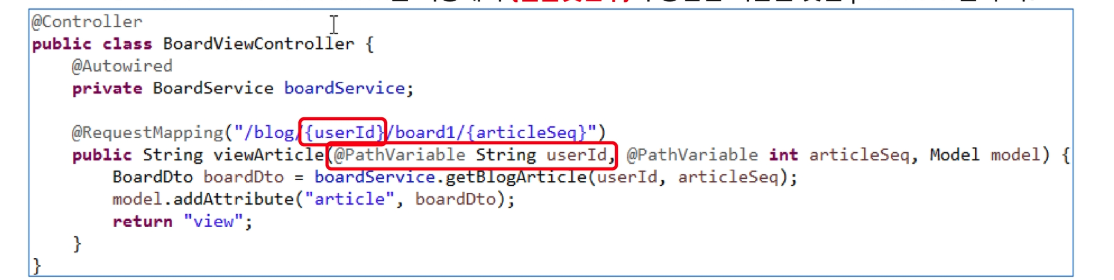 @Controller
public class BoardViewController {
    @Autowired
    private BoardService boardService;

    @RequestMapping("/blog/{userId}/board1/{articleSeq}")
    public String viewArticle(@PathVariable String userId, @PathVariable int articleSeq, Model model) {
        BoardDto boardDto = boardService.getBlogArticle(userId, articleSeq);
        model.addAttribute("article", boardDto);
        return "view";
    }
}